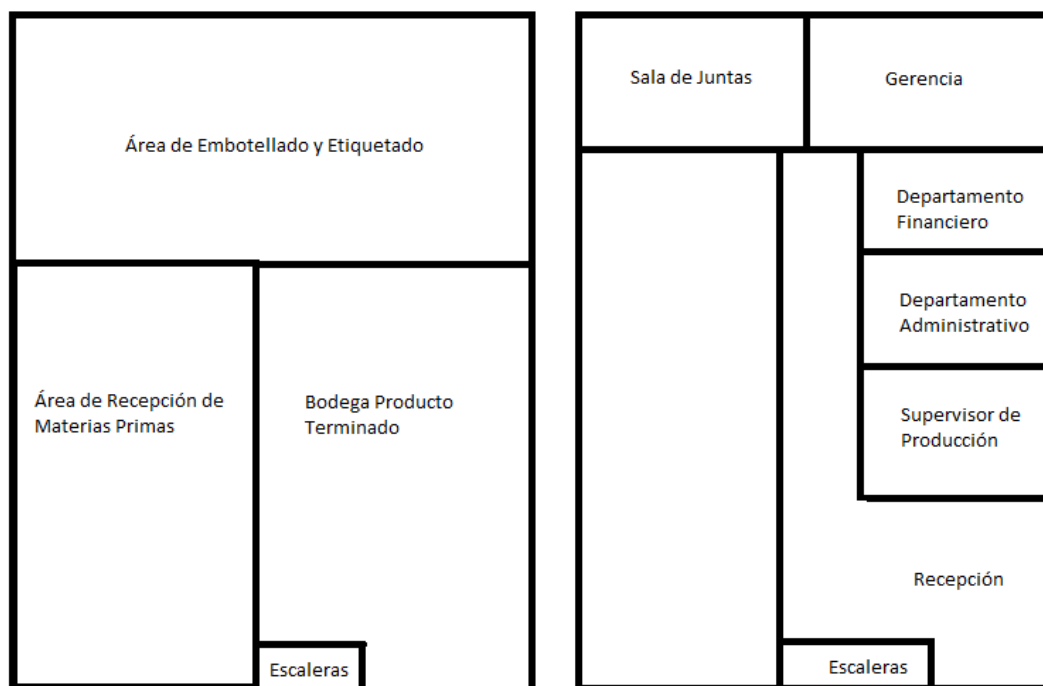 Área de Embotellado y Etiquetado
Área de Recepción de
Materias Primas
Bodega Producto
Terminado
Escaleras
Sala de Juntas
Gerencia
Departamento
Financiero
Departamento
Administrativo
Supervisor de
Producción
Recepción
Escaleras